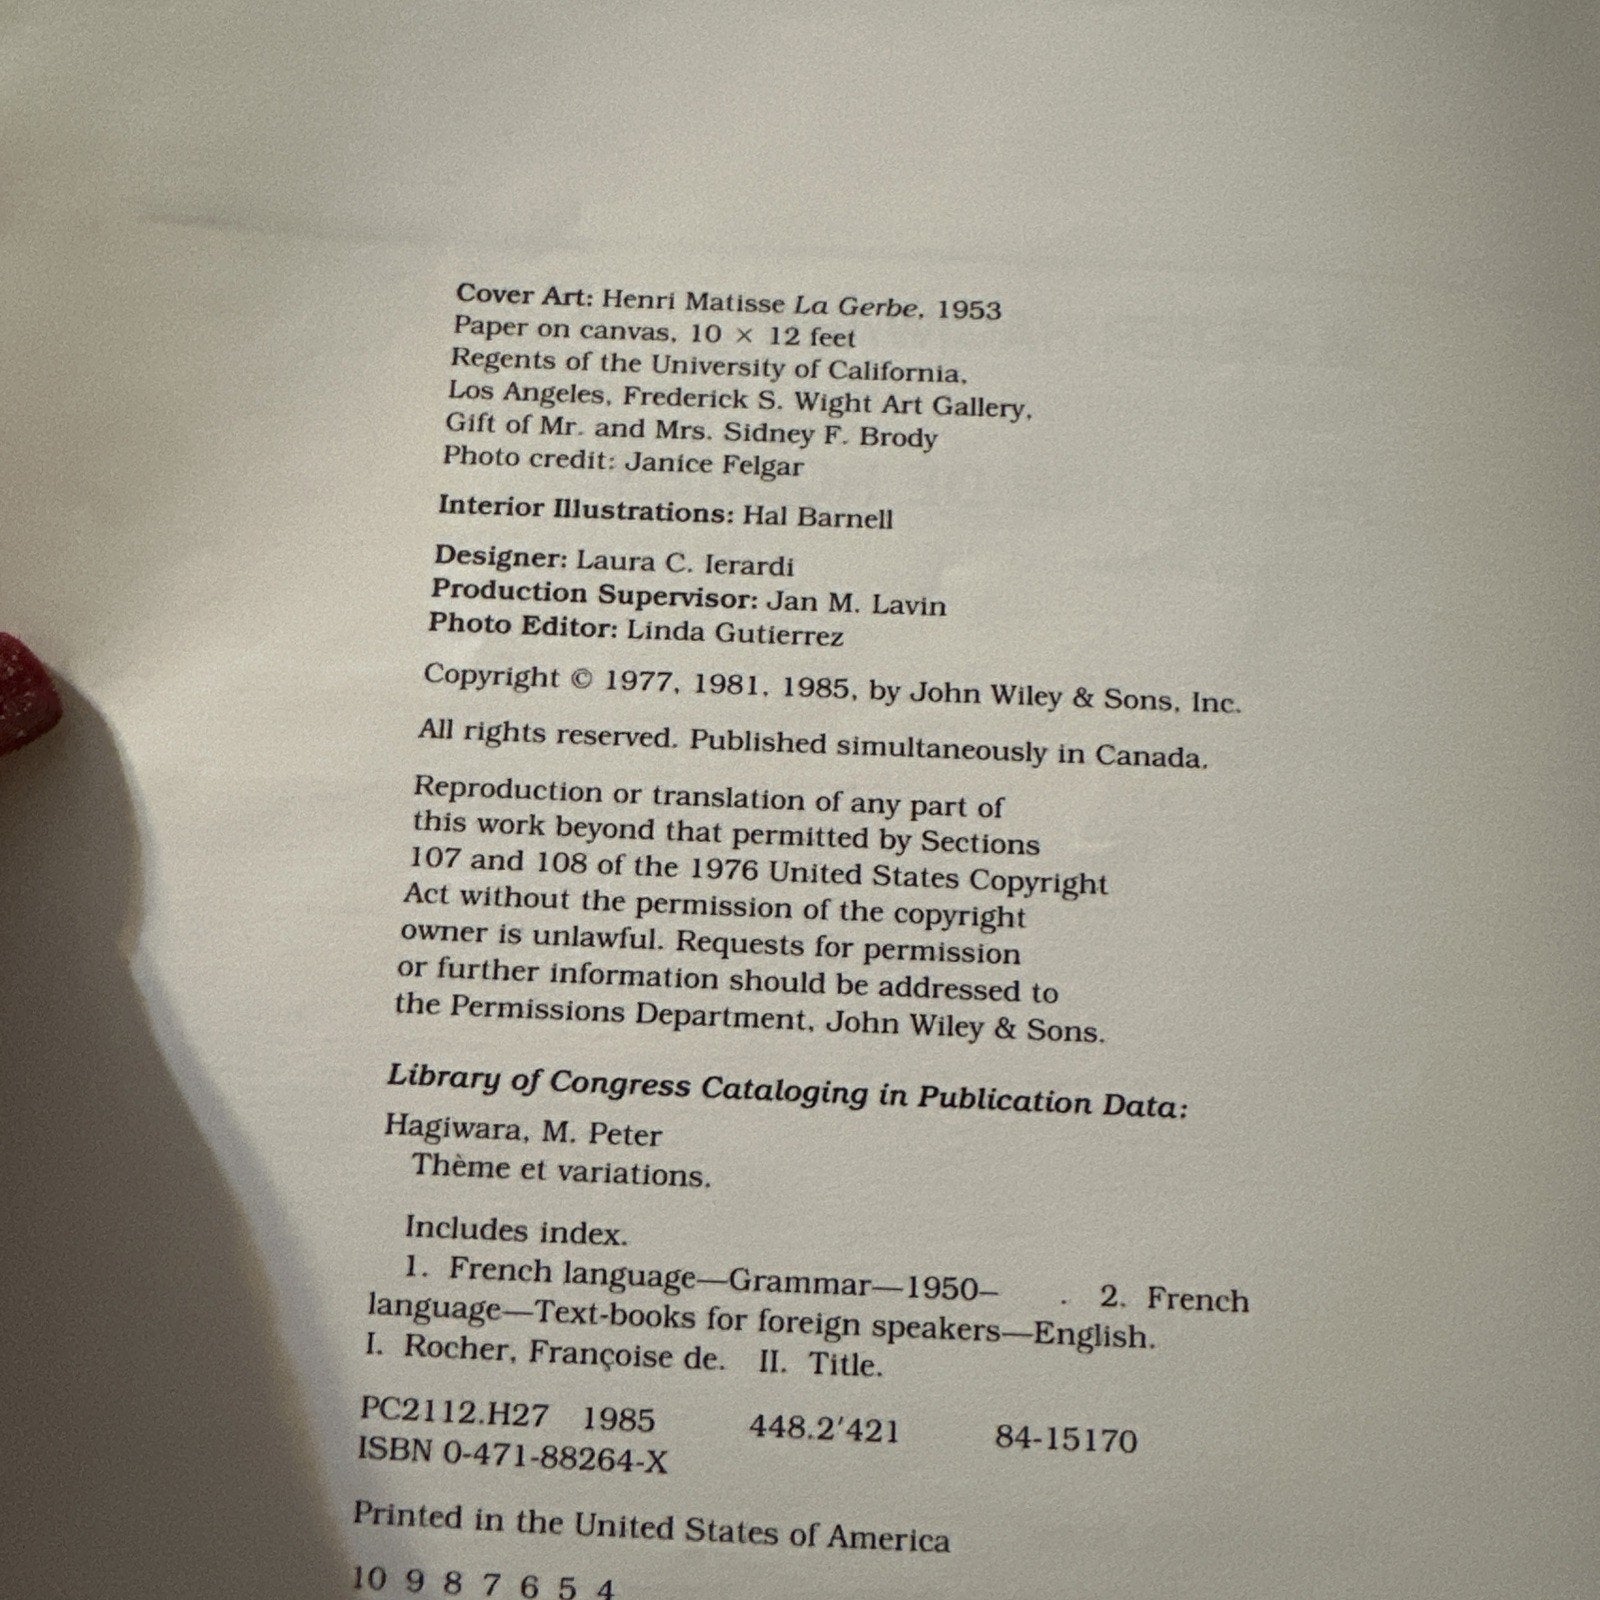 Cover Art: Henri Matisse La Gerbe, 1953
Paper on canvas, 10 × 12 feet
Regents of the University of California,
Los Angeles, Frederick S. Wight Art Gallery,
Gift of Mr. and Mrs. Sidney F. Brody
Photo credit: Janice Felgar
Interior Illustrations: Hal Barnell
Designer: Laura C. Ierardi
Production Supervisor: Jan M. Lavin
Photo Editor: Linda Gutierrez
Copyright © 1977, 1981, 1985, by John Wiley & Sons, Inc.
All rights reserved. Published simultaneously in Canada.
Reproduction or translation of any part of
this work beyond that permitted by Sections
107 and 108 of the 1976 United States Copyright
Act without the permission of the copyright
owner is unlawful. Requests for permission
or further information should be addressed to
the Permissions Department, John Wiley & Sons.
Library of Congress Cataloging in Publication Data:
Hagiwara, M. Peter
Thème et variations.
Includes index.
1. French language—Grammar—1950– . 2. French
language—Text-books for foreign speakers—English.
I. Rocher, Françoise de. II. Title.
PC2112.H27 1985 448.2'421 84-15170
ISBN 0-471-88264-X
Printed in the United States of America
10 9 8 7 6 5 4